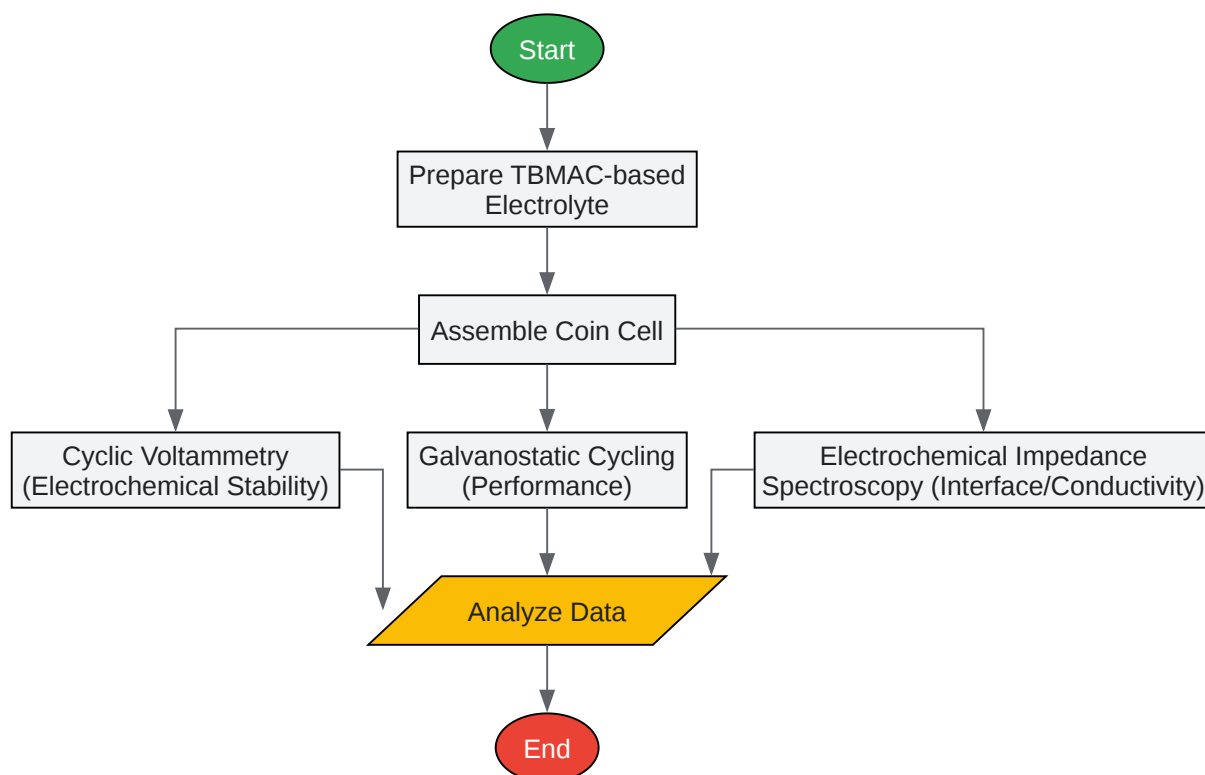 Start
Prepare TBMAC-based
Electrolyte
Assemble Coin Cell
Cyclic Voltammetry
(Electrochemical Stability)
Galvanostatic Cycling
(Performance)
Electrochemical Impedance
Spectroscopy (Interface/Conductivity)
Analyze Data
End